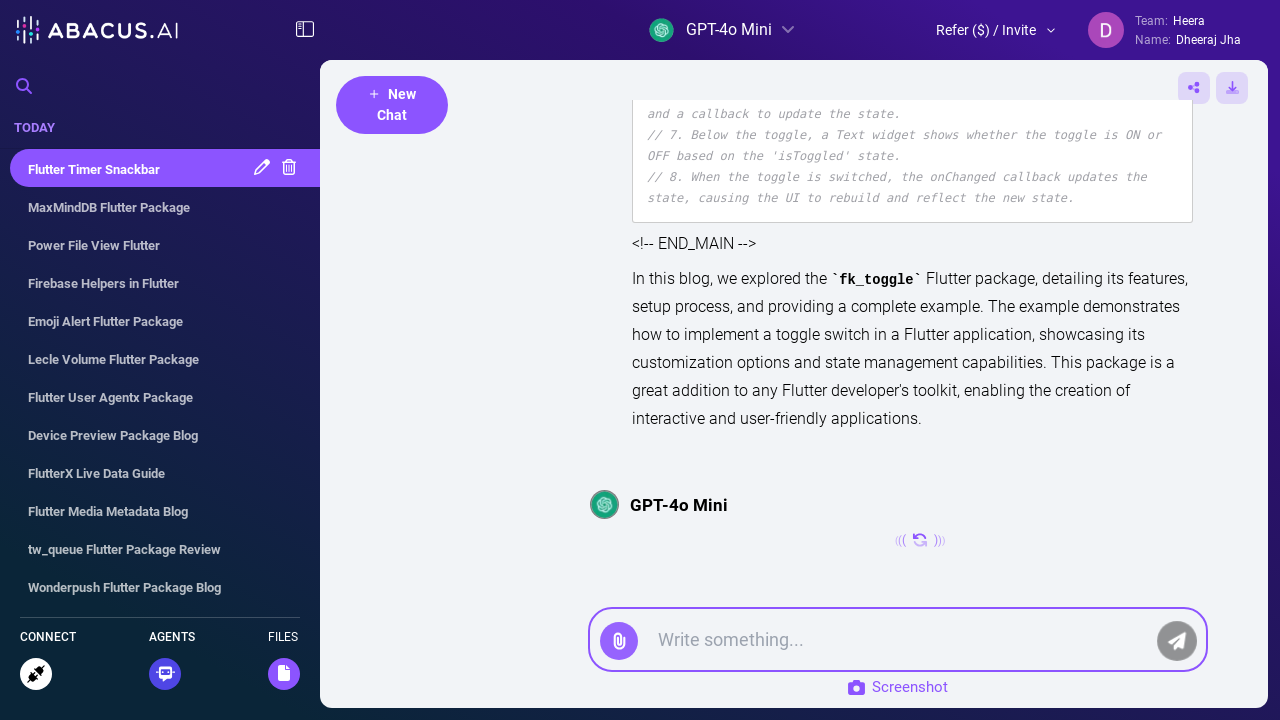 ABACUS.AI
GPT-4o Mini
Refer ($) / Invite
D
Team: Heera
Name: Dheeraj Jha
TODAY
Flutter Timer Snackbar
MaxMindDB Flutter Package
Power File View Flutter
Firebase Helpers in Flutter
Emoji Alert Flutter Package
Lecle Volume Flutter Package
Flutter User Agentx Package
Device Preview Package Blog
FlutterX Live Data Guide
Flutter Media Metadata Blog
tw_queue Flutter Package Review
Wonderpush Flutter Package Blog
CONNECT
AGENTS
FILES
+ New
Chat
and a callback to update the state.
// 7. Below the toggle, a Text widget shows whether the toggle is ON or
OFF based on the 'isToggled' state.
// 8. When the toggle is switched, the onChanged callback updates the
state, causing the UI to rebuild and reflect the new state.
<!-- END_MAIN -->
In this blog, we explored the `fk_toggle` Flutter package, detailing its features,
setup process, and providing a complete example. The example demonstrates
how to implement a toggle switch in a Flutter application, showcasing its
customization options and state management capabilities. This package is a
great addition to any Flutter developer's toolkit, enabling the creation of
interactive and user-friendly applications.
GPT-4o Mini
Write something...
Screenshot